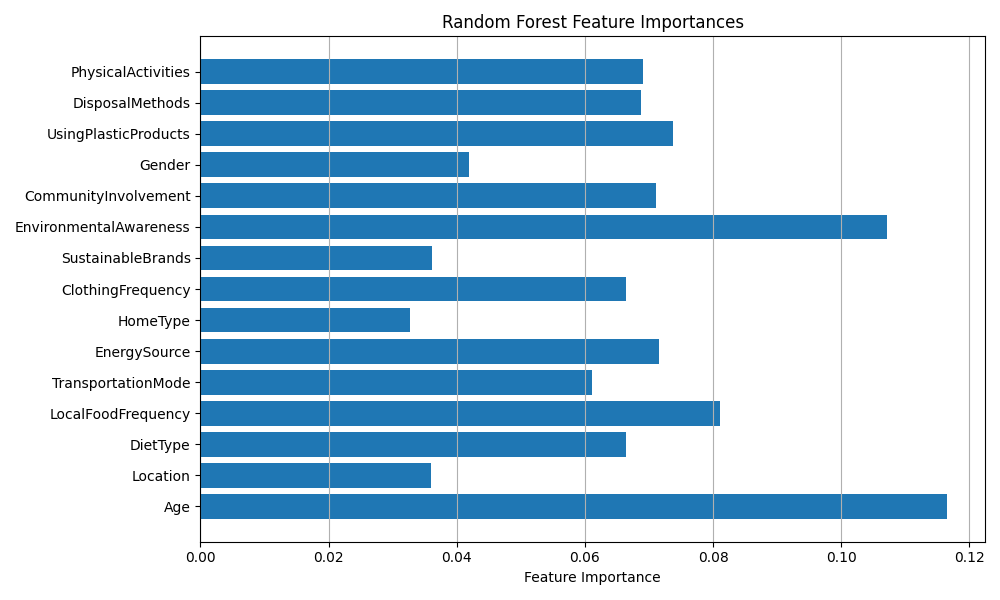 Random Forest Feature Importances
PhysicalActivities
DisposalMethods
UsingPlasticProducts
Gender
CommunityInvolvement
EnvironmentalAwareness
SustainableBrands
ClothingFrequency
HomeType
EnergySource
TransportationMode
LocalFoodFrequency
DietType
Location
Age
0.00 0.02 0.04 0.06 0.08 0.10 0.12
Feature Importance